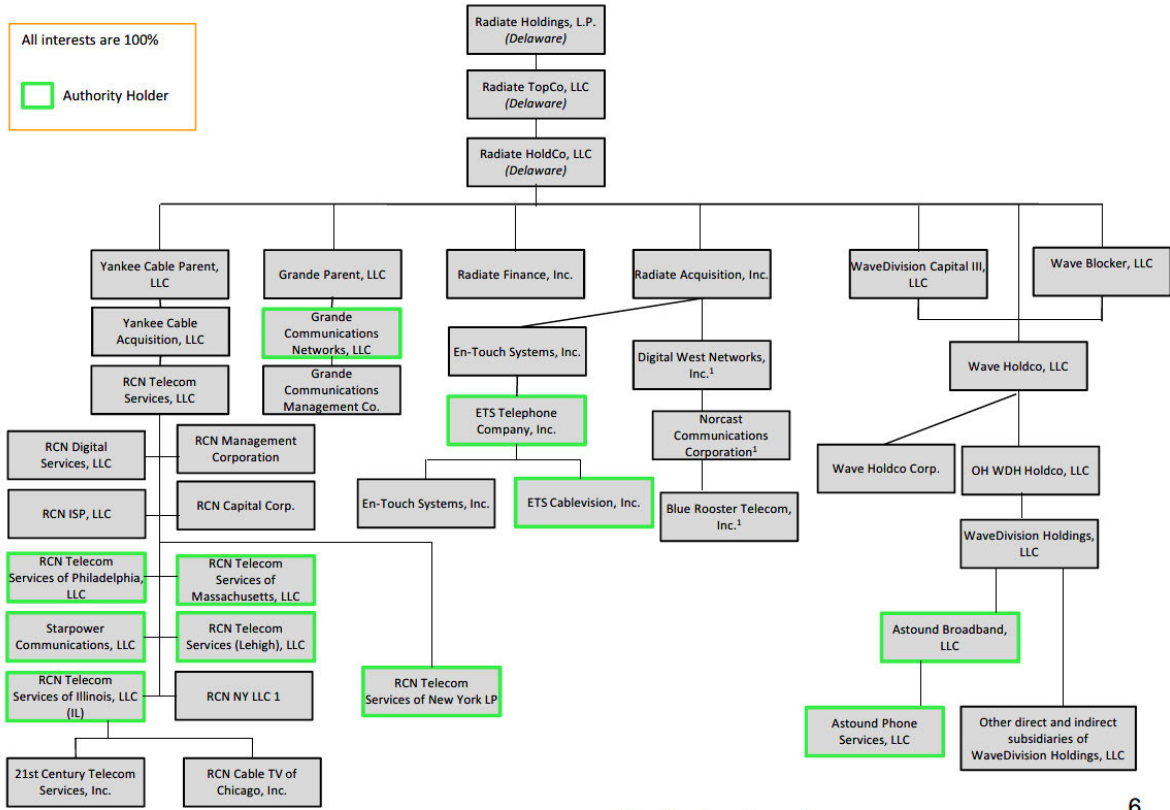 All interests are 100%
Authority Holder
Radiate Holdings, L.P.
(Delaware)
Radiate TopCo, LLC
(Delaware)
Radiate HoldCo, LLC
(Delaware)
Yankee Cable Parent,
LLC
Grande Parent, LLC
Radiate Finance, Inc.
Radiate Acquisition, Inc.
WaveDivision Capital III,
LLC
Wave Blocker, LLC
Yankee Cable
Acquisition, LLC
Grande
Communications
Networks, LLC
En-Touch Systems, Inc.
Digital West Networks,
Inc.¹
Wave Holdco, LLC
RCN Telecom
Services, LLC
Grande
Communications
Management Co.
ETS Telephone
Company, Inc.
Norcast
Communications
Corporation¹
RCN Digital
Services, LLC
RCN Management
Corporation
Wave Holdco Corp.
OH WDH Holdco, LLC
RCN ISP, LLC
RCN Capital Corp.
En-Touch Systems, Inc.
ETS Cablevision, Inc.
Blue Rooster Telecom,
Inc.¹
WaveDivision Holdings,
LLC
RCN Telecom
Services of Philadelphia,
LLC
RCN Telecom
Services of
Massachusetts, LLC
Starpower
Communications, LLC
RCN Telecom
Services (Lehigh), LLC
Astound Broadband,
LLC
RCN Telecom
Services of Illinois, LLC
(IL)
RCN NY LLC 1
RCN Telecom
Services of New York LP
Astound Phone
Services, LLC
Other direct and indirect
subsidiaries of
WaveDivision Holdings, LLC
21st Century Telecom
Services, Inc.
RCN Cable TV of
Chicago, Inc.
6